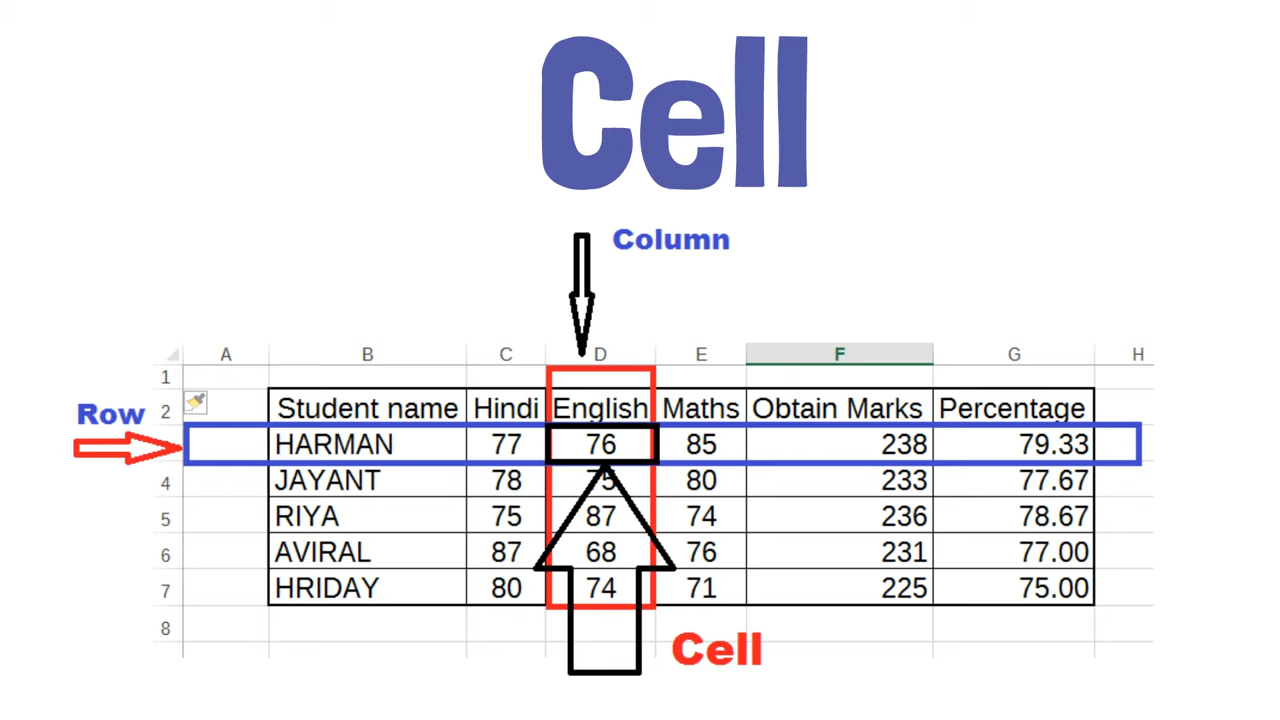 Cell
Column
A B C D E F G H
1
Row
2 Student name Hindi English Maths Obtain Marks Percentage
HARMAN 77 76 85 238 79.33
4 JAYANT 78 75 80 233 77.67
5 RIYA 75 87 74 236 78.67
6 AVIRAL 87 68 76 231 77.00
7 HRIDAY 80 74 71 225 75.00
8
Cell